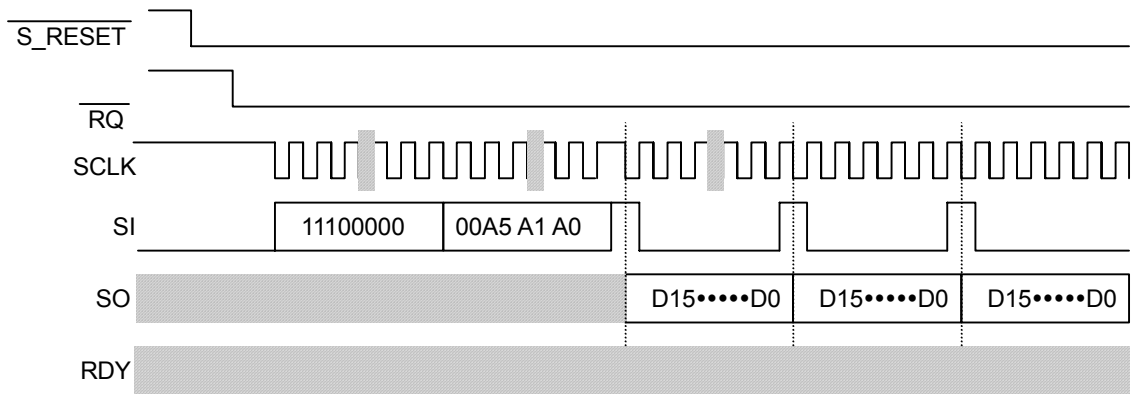 S_RESET
RQ
SCLK
SI 11100000 00A5 A1 A0
SO D15•••••D0 D15•••••D0 D15•••••D0
RDY